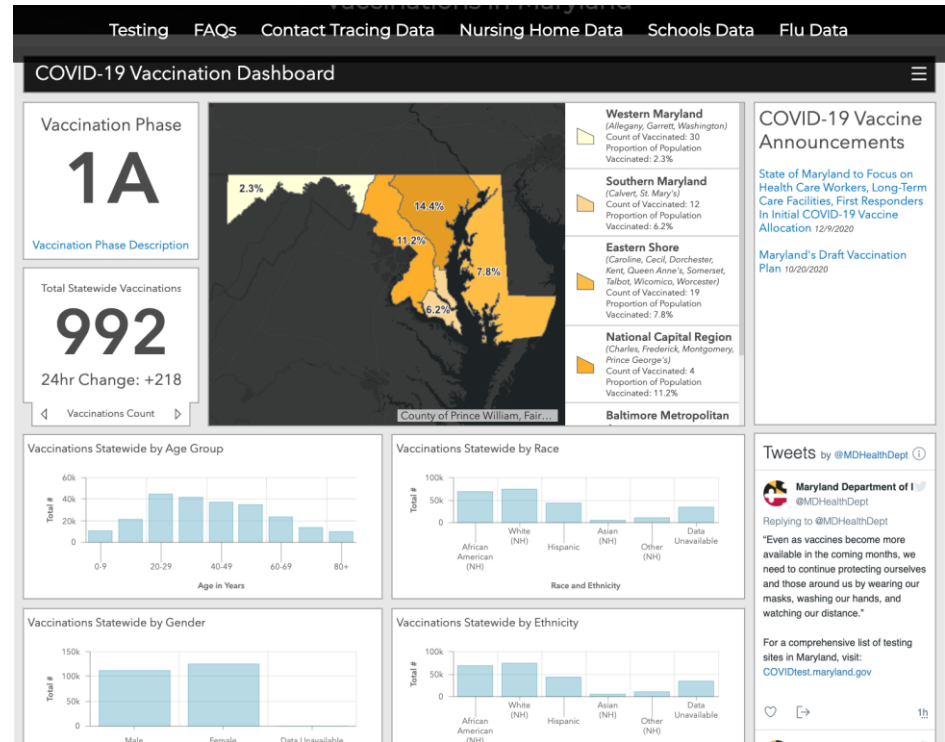 Vaccinations in Maryland
Testing FAQs Contact Tracing Data Nursing Home Data Schools Data Flu Data
COVID-19 Vaccination Dashboard
Vaccination Phase
1A
Vaccination Phase Description
Total Statewide Vaccinations
992
24hr Change: +218
Vaccinations Count
2.3%
14.4%
11.2%
7.8%
6.2%
County of Prince William, Fair...
Western Maryland
(Allegany, Garrett, Washington)
Count of Vaccinated: 30
Proportion of Population
Vaccinated: 2.3%
Southern Maryland
(Calvert, St. Mary's)
Count of Vaccinated: 12
Proportion of Population
Vaccinated: 6.2%
Eastern Shore
(Caroline, Cecil, Dorchester,
Kent, Queen Anne's, Somerset,
Talbot, Wicomico, Worcester)
Count of Vaccinated: 19
Proportion of Population
Vaccinated: 7.8%
National Capital Region
(Charles, Frederick, Montgomery,
Prince George's)
Count of Vaccinated: 4
Proportion of Population
Vaccinated: 11.2%
Baltimore Metropolitan
COVID-19 Vaccine
Announcements
State of Maryland to Focus on
Health Care Workers, Long-Term
Care Facilities, First Responders
In Initial COVID-19 Vaccine
Allocation 12/9/2020
Maryland's Draft Vaccination
Plan 10/20/2020
Vaccinations Statewide by Age Group
Total #
60k
40k
20k
0
0-9 20-29 40-49 60-69 80+
Age in Years
Vaccinations Statewide by Race
Total #
100k
50k
0
African
American
(NH)
White
(NH)
Hispanic
Asian
(NH)
Other
(NH)
Data
Unavailable
Race and Ethnicity
Vaccinations Statewide by Gender
Total #
150k
100k
50k
0
Male Female Data Unavailable
Vaccinations Statewide by Ethnicity
Total #
100k
50k
0
African
American
(NH)
White
(NH)
Hispanic
Asian
(NH)
Other
(NH)
Data
Unavailable
Tweets by @MDHealthDept
Maryland Department of
@MDHealthDept
Replying to @MDHealthDept
"Even as vaccines become more
available in the coming months, we
need to continue protecting ourselves
and those around us by wearing our
masks, washing our hands, and
watching our distance."
For a comprehensive list of testing
sites in Maryland, visit:
COVIDtest.maryland.gov
1h